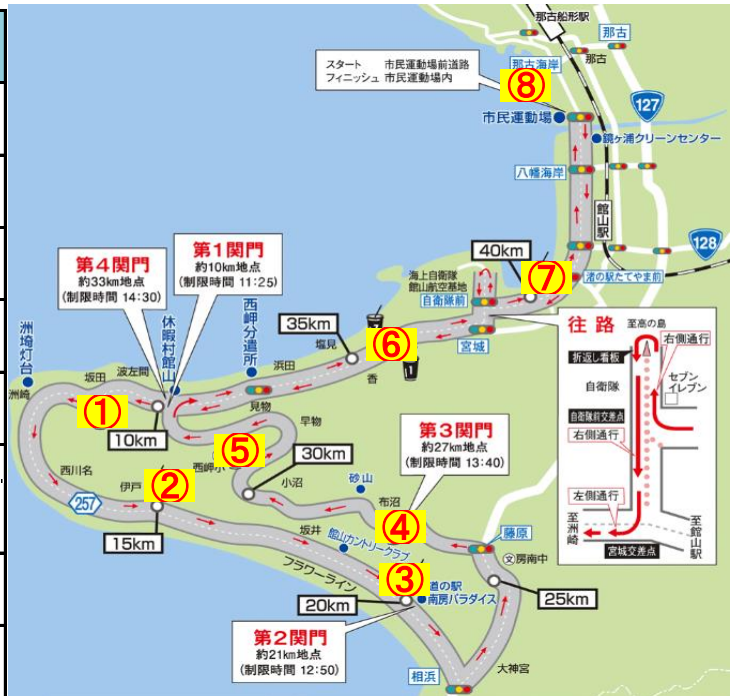 那古船形駅
那古
那古海岸
那古
スタート 市民運動場前道路
フィニッシュ 市民運動場内
⑧
127
市民運動場
鏡ヶ浦クリーンセンター
八幡海岸
館山駅
128
40km
⑦
渚の駅たてやま前
海上自衛隊
館山航空基地
自衛隊前
宮城
第4関門
約33km地点
(制限時間 14:30)
第1関門
約10km地点
(制限時間 11:25)
洲埼灯台
洲崎
休暇村館山
西岬分遣所
35km
塩見
⑥
1
1
香
浜田
波左間
坂田
見物
早物
①
10km
⑤
西岬小
30km
小沼
第3関門
約27km地点
(制限時間 13:40)
西川名
伊戸
②
257
15km
砂山
布沼
④
坂井
館山カントリークラブ
フラワーライン
③
道の駅
南房パラダイス
20km
藤原
文 房南中
25km
第2関門
約21km地点
(制限時間 12:50)
相浜
大神宮
往路
至高の島
折返し看板
右側通行
自衛隊
セブン
イレブン
自衛隊前交差点
右側通行
左側通行
至洲崎
宮城交差点
至館山駅